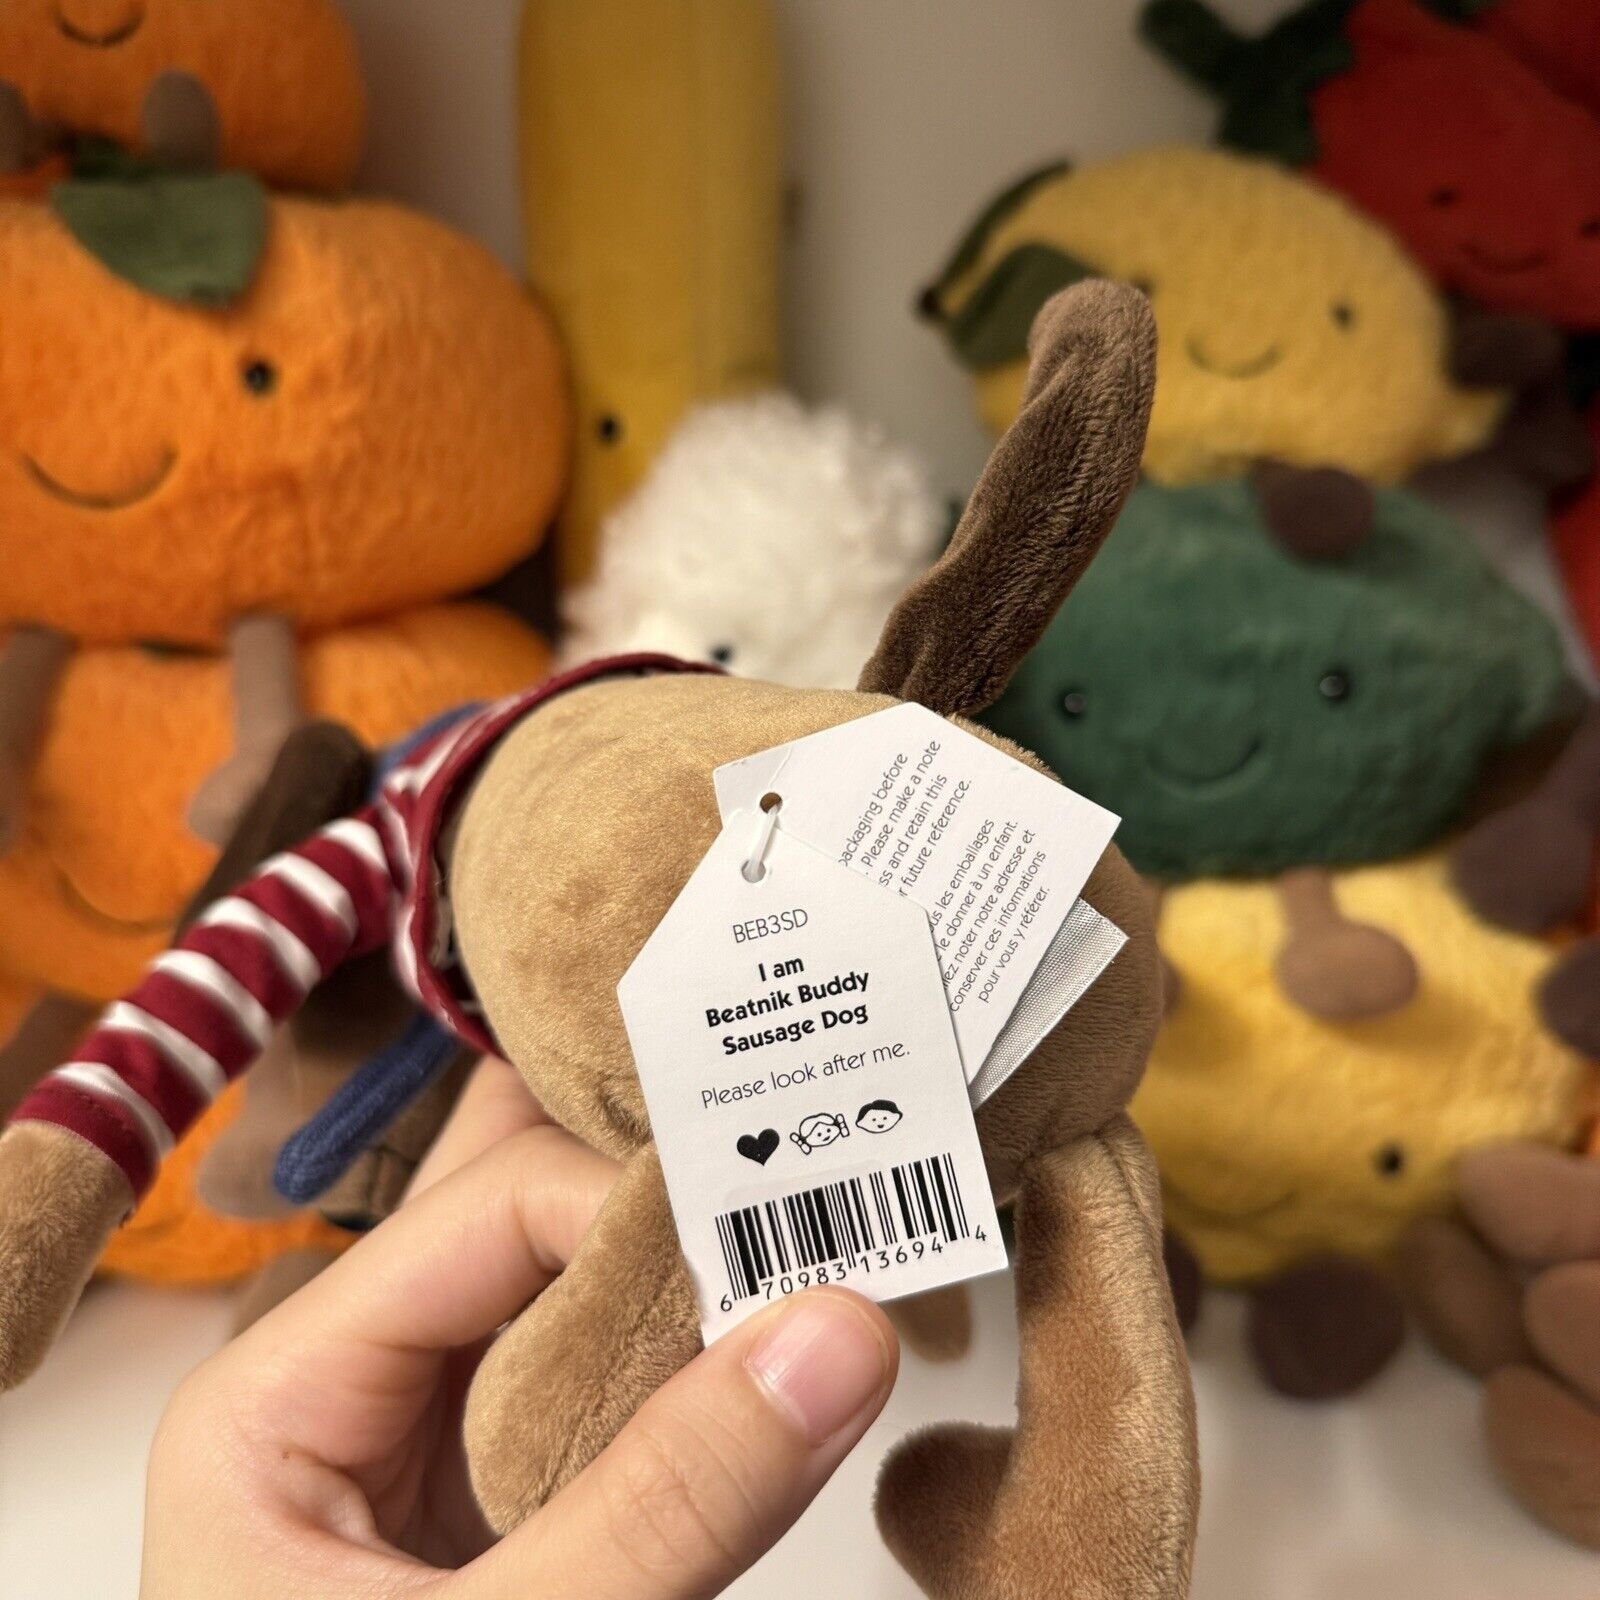 BEB3SD
I am
Beatnik Buddy
Sausage Dog
Please look after me.
6 70983 13694 4
packaging before
. Please make a note
ss and retain this
r future reference.
les emballages
le donner à un enfant.
noter notre adresse et
conserver ces informations
pour vous y référer.